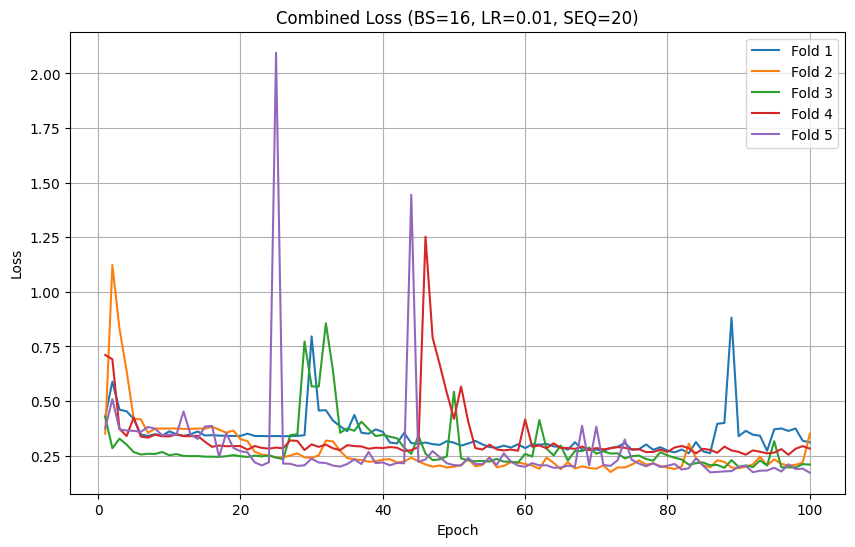 Combined Loss (BS=16, LR=0.01, SEQ=20)
Fold 1
Fold 2
Fold 3
Fold 4
Fold 5
2.00
1.75
1.50
1.25
1.00
0.75
0.50
0.25
Loss
0 20 40 60 80 100
Epoch